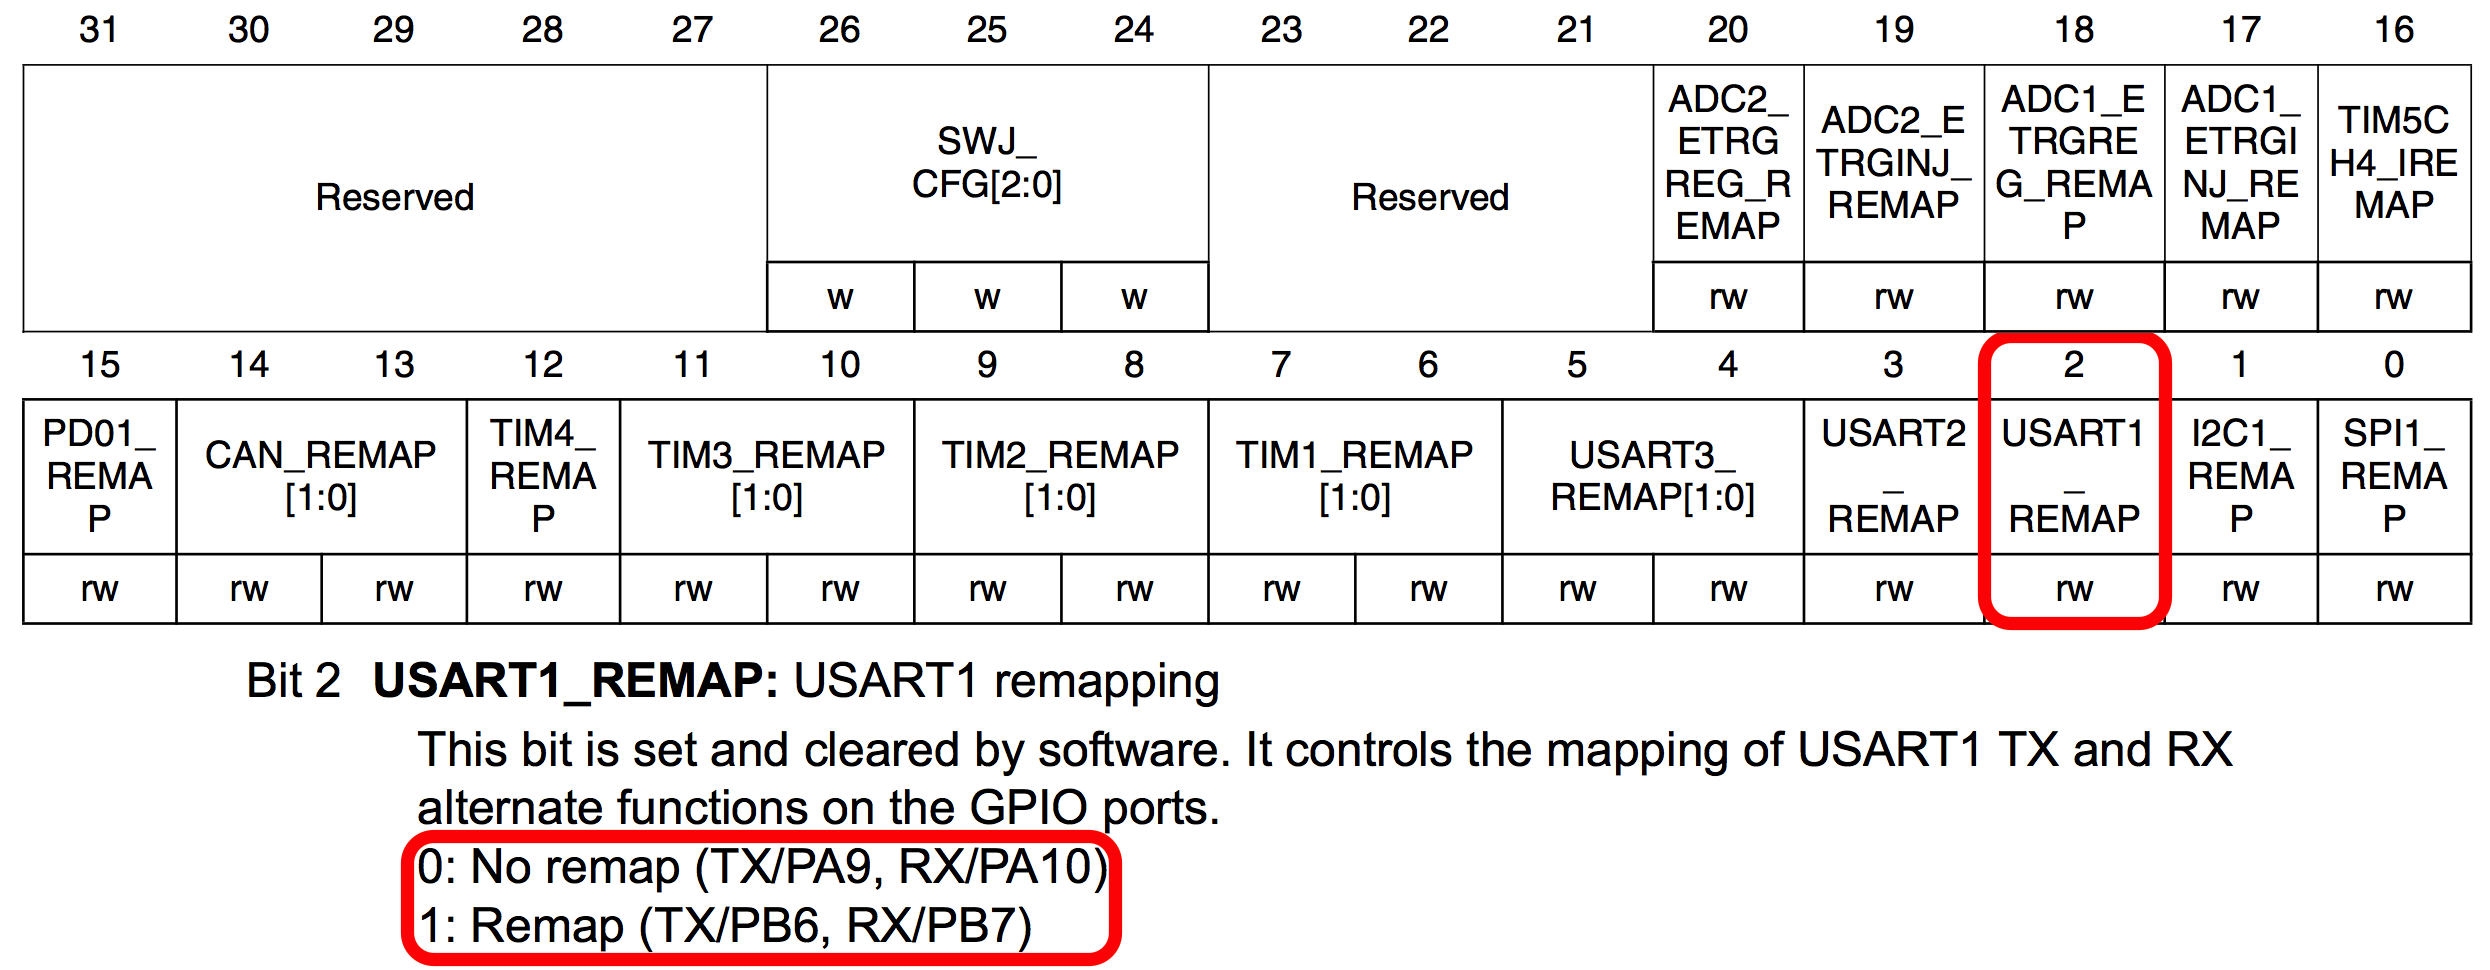 31 30 29 28 27 26 25 24 23 22 21 20 19 18 17 16
Reserved
SWJ_
CFG[2:0]
Reserved
ADC2_
ETRG
REG_R
EMAP
ADC2_E
TRGINJ_
REMAP
ADC1_E
TRGRE
G_REMA
P
ADC1_
ETRGI
NJ_RE
MAP
TIM5C
H4_IRE
MAP
w w w rw rw rw rw rw
15 14 13 12 11 10 9 8 7 6 5 4 3 2 1 0
PD01_
REMA
P
CAN_REMAP
[1:0]
TIM4_
REMA
P
TIM3_REMAP
[1:0]
TIM2_REMAP
[1:0]
TIM1_REMAP
[1:0]
USART3_
REMAP[1:0]
USART2
_
REMAP
USART1
_
REMAP
I2C1_
REMA
P
SPI1_
REMA
P
rw rw rw rw rw rw rw rw rw rw rw rw rw rw rw rw
Bit 2 USART1_REMAP: USART1 remapping
This bit is set and cleared by software. It controls the mapping of USART1 TX and RX
alternate functions on the GPIO ports.
0: No remap (TX/PA9, RX/PA10)
1: Remap (TX/PB6, RX/PB7)